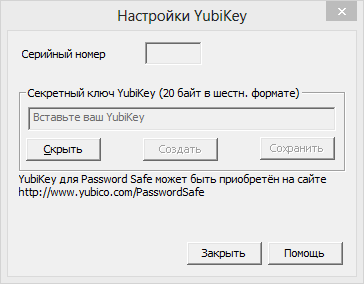 Настройки YubiKey
Серийный номер
Секретный ключ YubiKey (20 байт в шестн. формате)
Вставьте ваш YubiKey
Скрыть Создать Сохранить
YubiKey для Password Safe может быть приобретён на сайте
http://www.yubico.com/PasswordSafe
Закрыть Помощь